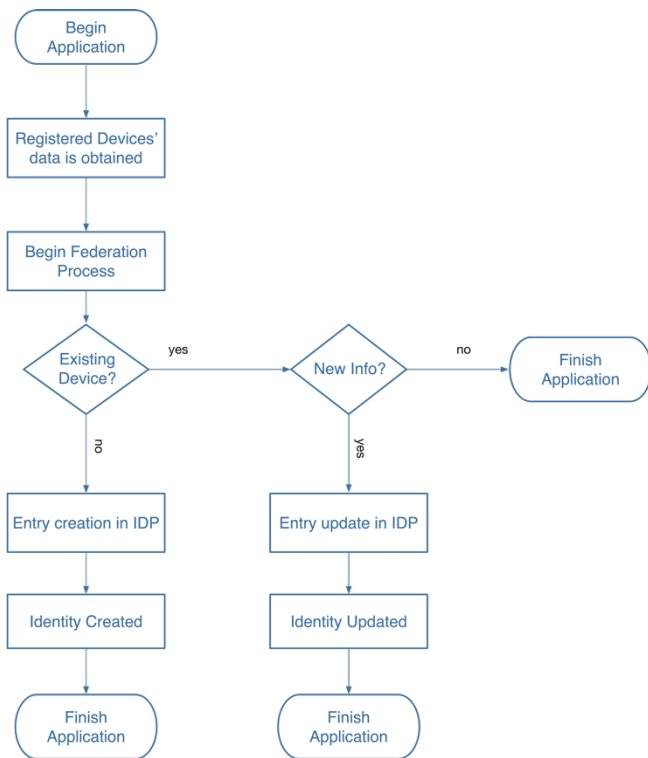 Begin
Application
Registered Devices'
data is obtained
Begin Federation
Process
Existing
Device?
yes
New Info?
no
Finish
Application
no
yes
Entry creation in IDP
Entry update in IDP
Identity Created
Identity Updated
Finish
Application
Finish
Application